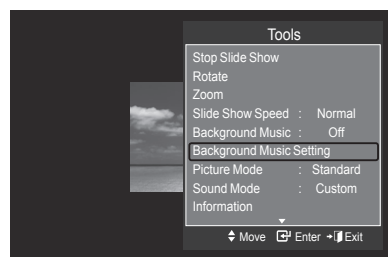 Tools
Stop Slide Show
Rotate
Zoom
Slide Show Speed : Normal
Background Music : Off
Background Music Setting
Picture Mode : Standard
Sound Mode : Custom
Information
Move Enter Exit